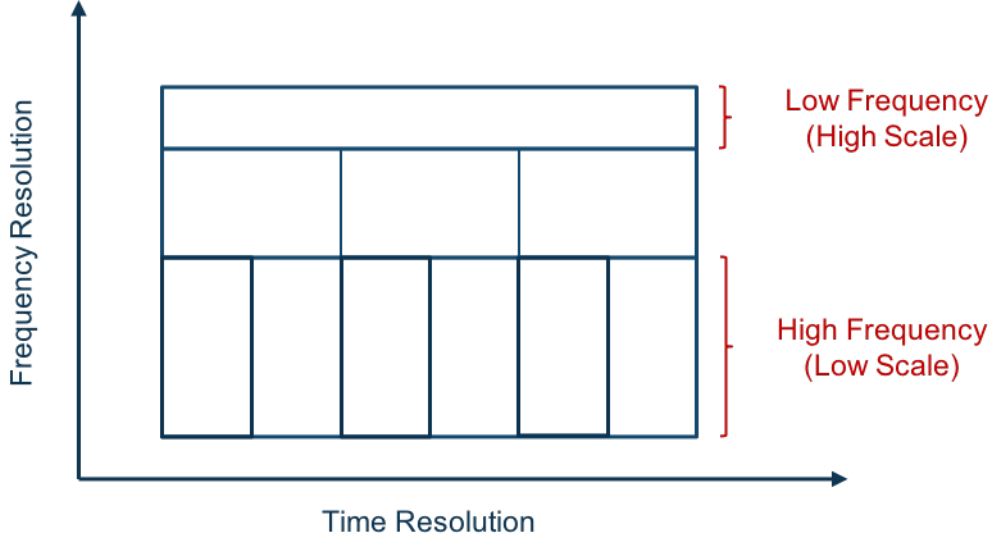 Frequency Resolution
Low Frequency
(High Scale)
High Frequency
(Low Scale)
Time Resolution